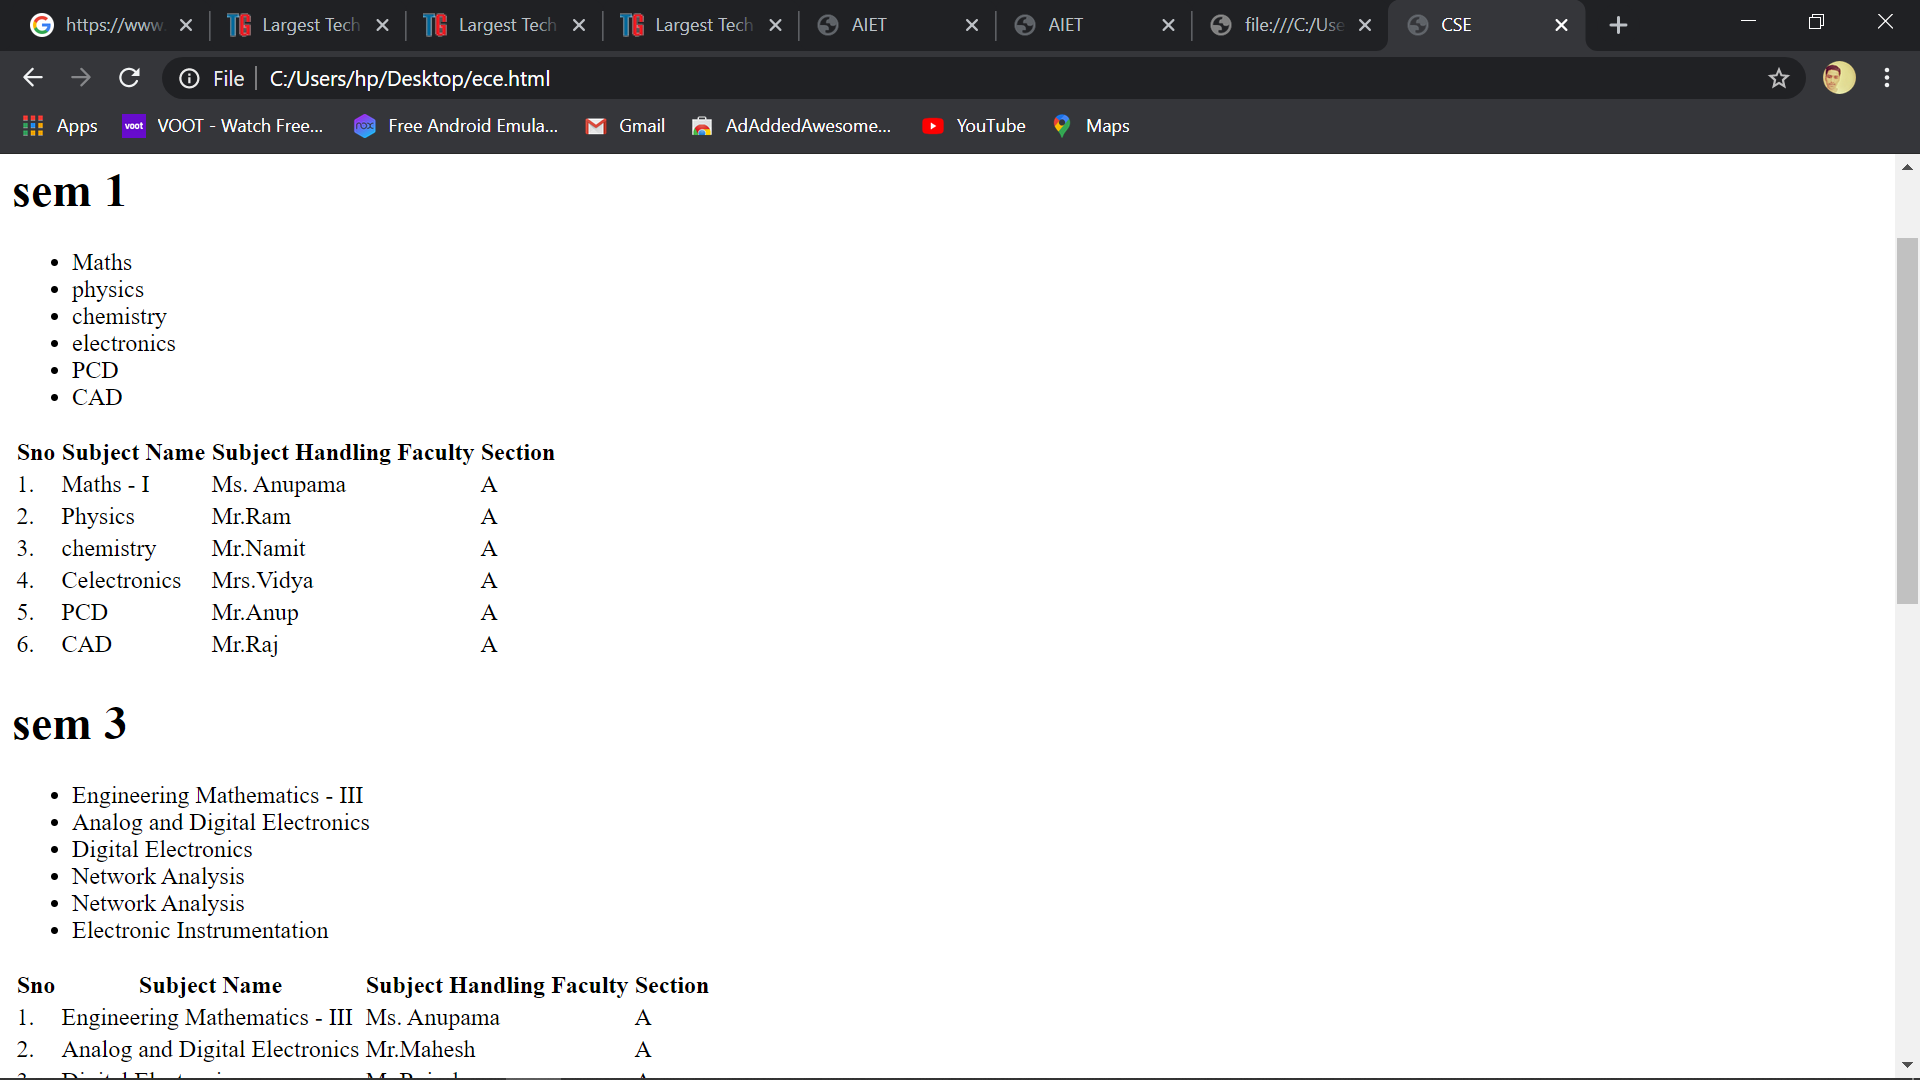 https://www. Largest Tech Largest Tech Largest Tech AIET AIET file:///C:/Use CSE
File C:/Users/hp/Desktop/ece.html
Apps voot VOOT - Watch Free... nox Free Android Emula... Gmail AdAddedAwesome... YouTube Maps
sem 1
• Maths
• physics
• chemistry
• electronics
• PCD
• CAD
Sno Subject Name Subject Handling Faculty Section
1. Maths - I Ms. Anupama A
2. Physics Mr.Ram A
3. chemistry Mr.Namit A
4. Celectronics Mrs.Vidya A
5. PCD Mr.Anup A
6. CAD Mr.Raj A
sem 3
• Engineering Mathematics - III
• Analog and Digital Electronics
• Digital Electronics
• Network Analysis
• Network Analysis
• Electronic Instrumentation
Sno Subject Name Subject Handling Faculty Section
1. Engineering Mathematics - III Ms. Anupama A
2. Analog and Digital Electronics Mr.Mahesh A